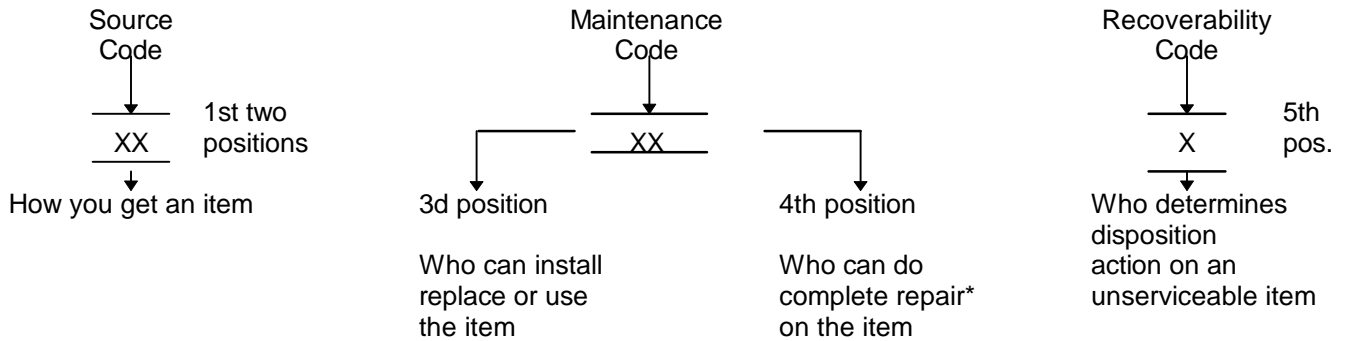 Source
Code
XX
1st two
positions
How you get an item
Maintenance
Code
XX
3d position
Who can install
replace or use
the item
4th position
Who can do
complete repair*
on the item
Recoverability
Code
X
5th
pos.
Who determines
disposition
action on an
unserviceable item